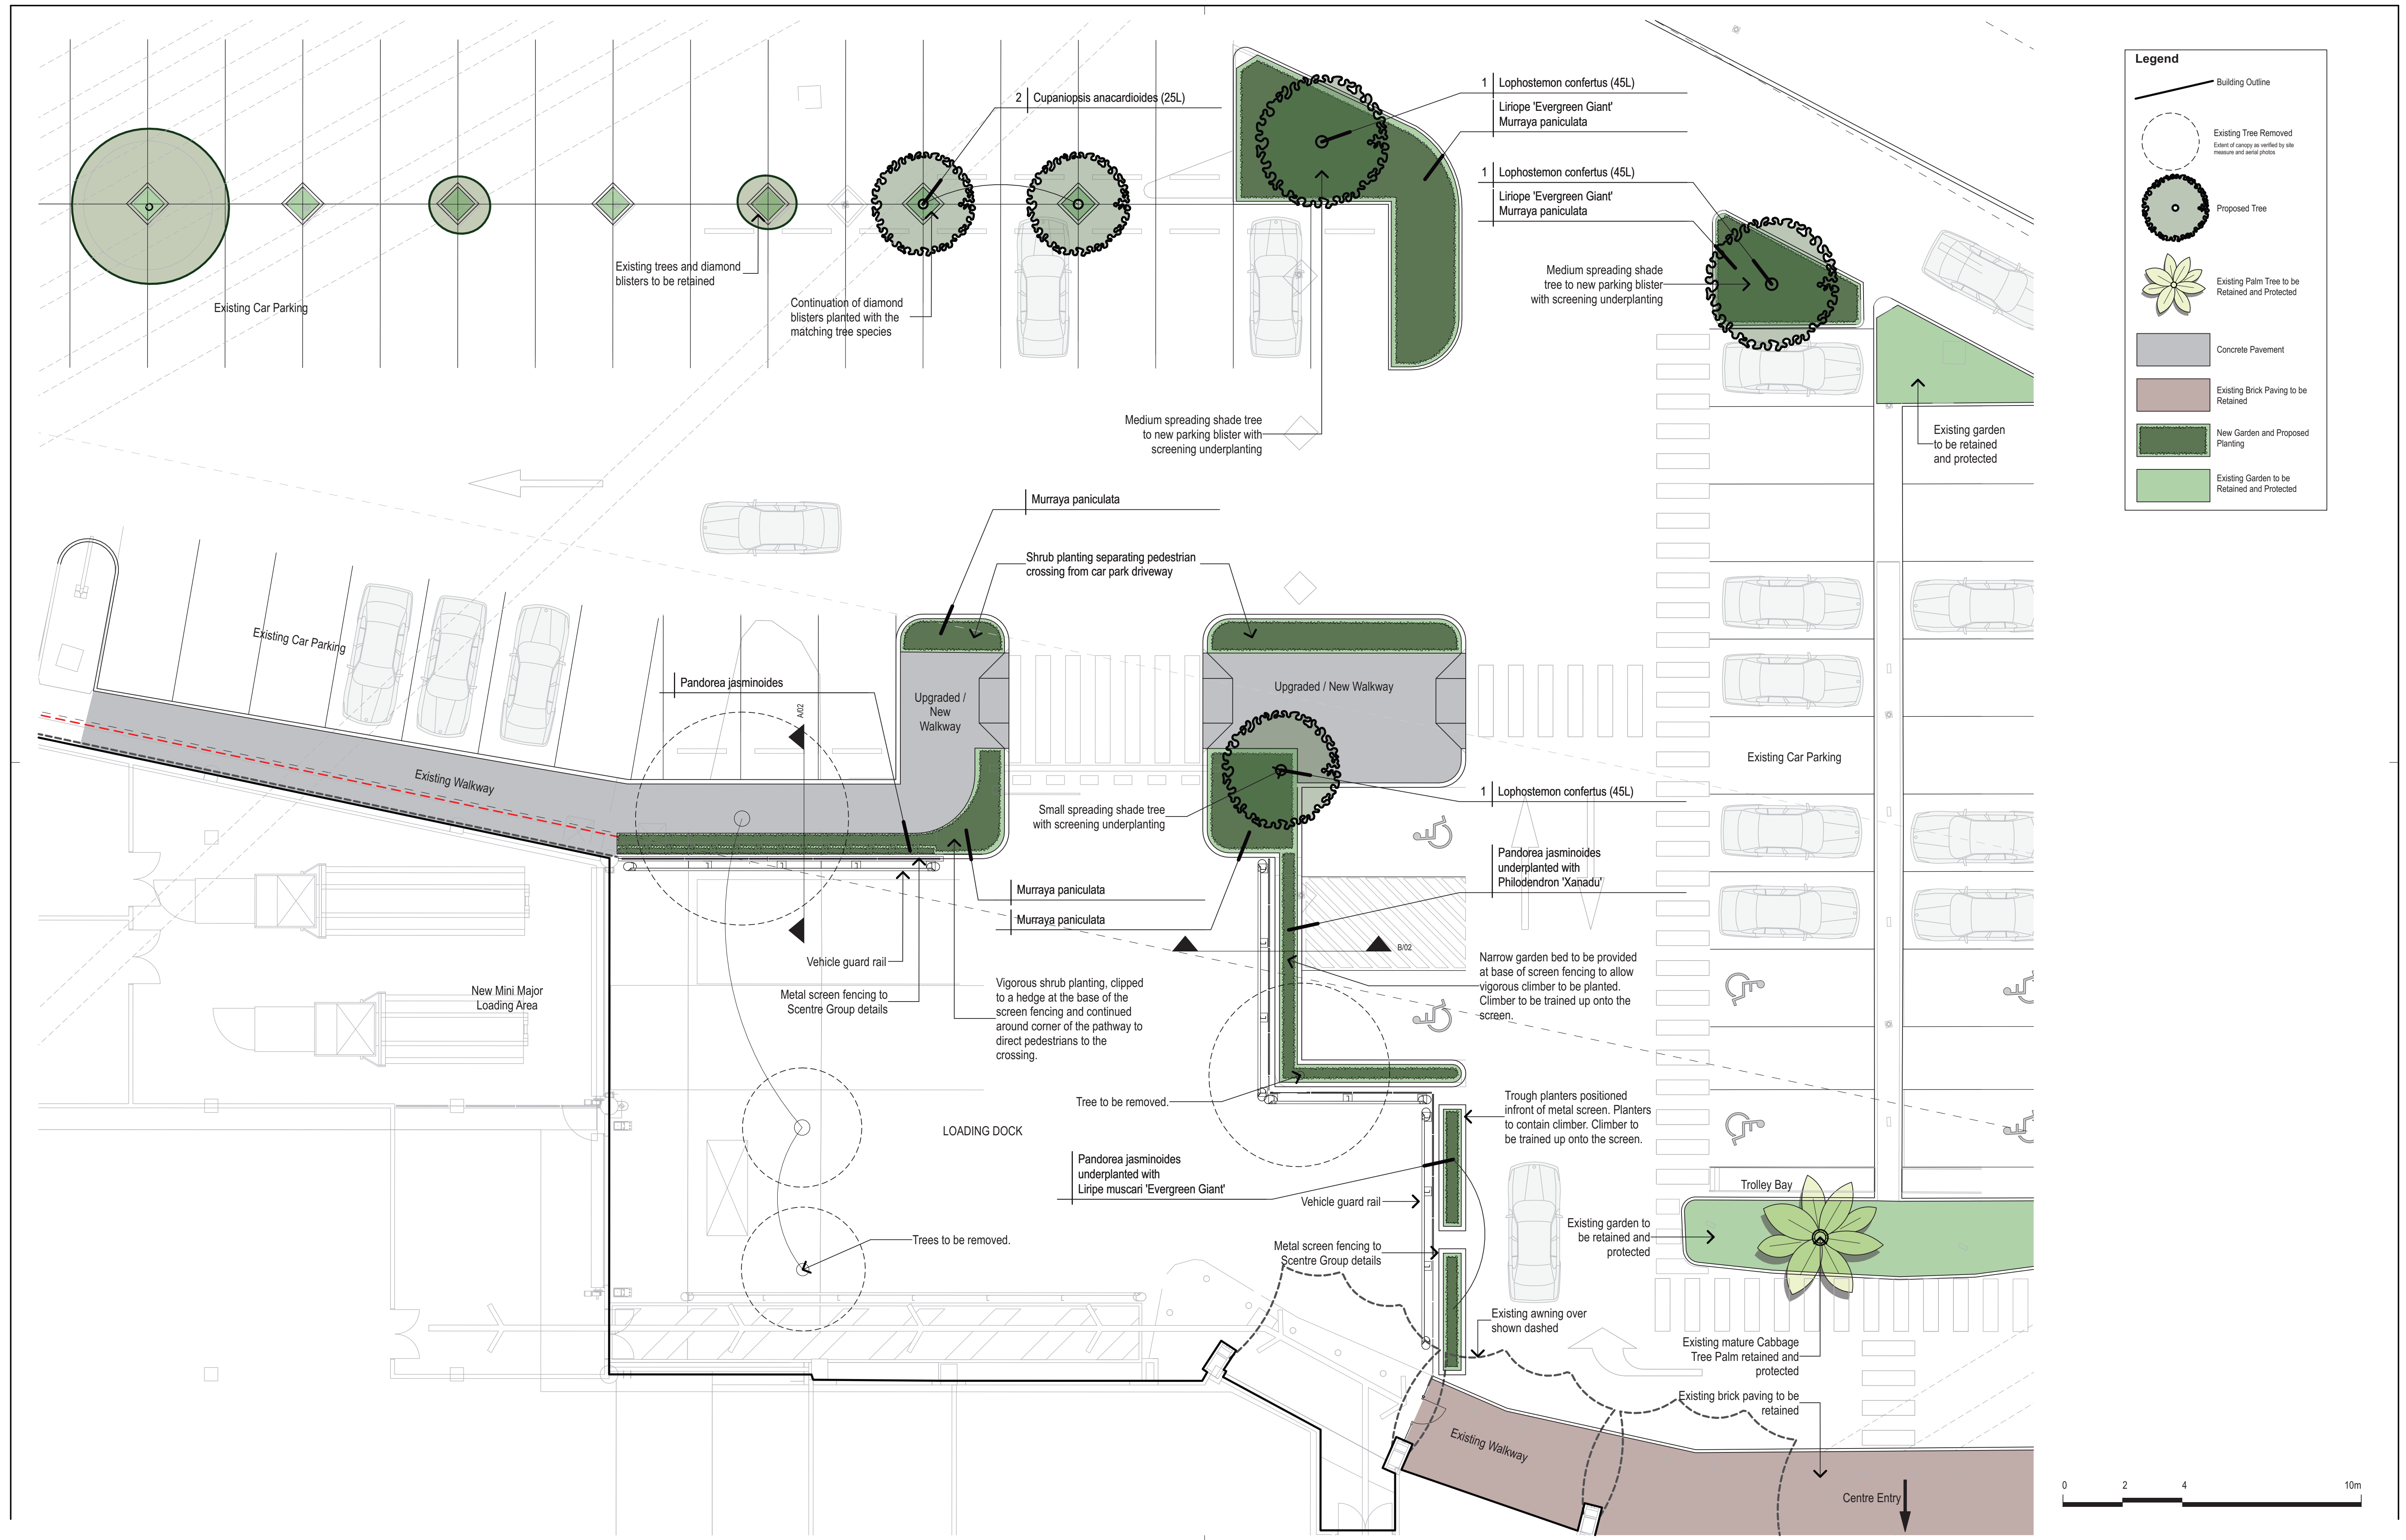 Legend
Building Outline
Existing Tree Removed
Extent of canopy as verified by site
measure and aerial photos
Proposed Tree
Existing Palm Tree to be
Retained and Protected
Concrete Pavement
Existing Brick Paving to be
Retained
New Garden and Proposed
Planting
Existing Garden to be
Retained and Protected
2 Cupaniopsis anacardioides (25L)
1 Lophostemon confertus (45L)
Liriope 'Evergreen Giant'
Murraya paniculata
1 Lophostemon confertus (45L)
Liriope 'Evergreen Giant'
Murraya paniculata
Existing trees and diamond
blisters to be retained
Existing Car Parking
Continuation of diamond
blisters planted with the
matching tree species
Medium spreading shade
tree to new parking blister
with screening underplanting
Medium spreading shade tree
to new parking blister with
screening underplanting
Existing garden
to be retained
and protected
Murraya paniculata
Shrub planting separating pedestrian
crossing from car park driveway
Existing Car Parking
Pandorea jasminoides
A/02
Upgraded /
New
Walkway
Upgraded / New Walkway
Existing Walkway
Existing Car Parking
Small spreading shade tree
with screening underplanting
1 Lophostemon confertus (45L)
Pandorea jasminoides
underplanted with
Philodendron 'Xanadu'
Murraya paniculata
Murraya paniculata
B/02
Vehicle guard rail
Metal screen fencing to
Scentre Group details
Vigorous shrub planting, clipped
to a hedge at the base of the
screen fencing and continued
around corner of the pathway to
direct pedestrians to the
crossing.
Narrow garden bed to be provided
at base of screen fencing to allow
vigorous climber to be planted.
Climber to be trained up onto the
screen.
New Mini Major
Loading Area
Tree to be removed.
LOADING DOCK
Trough planters positioned
infront of metal screen. Planters
to contain climber. Climber to
be trained up onto the screen.
Pandorea jasminoides
underplanted with
Liripe muscari 'Evergreen Giant'
Vehicle guard rail
Trolley Bay
Existing garden to
be retained and
protected
Trees to be removed.
Metal screen fencing to
Scentre Group details
Existing awning over
shown dashed
Existing mature Cabbage
Tree Palm retained and
protected
Existing brick paving to be
retained
Existing Walkway
Centre Entry
0 2 4 10m